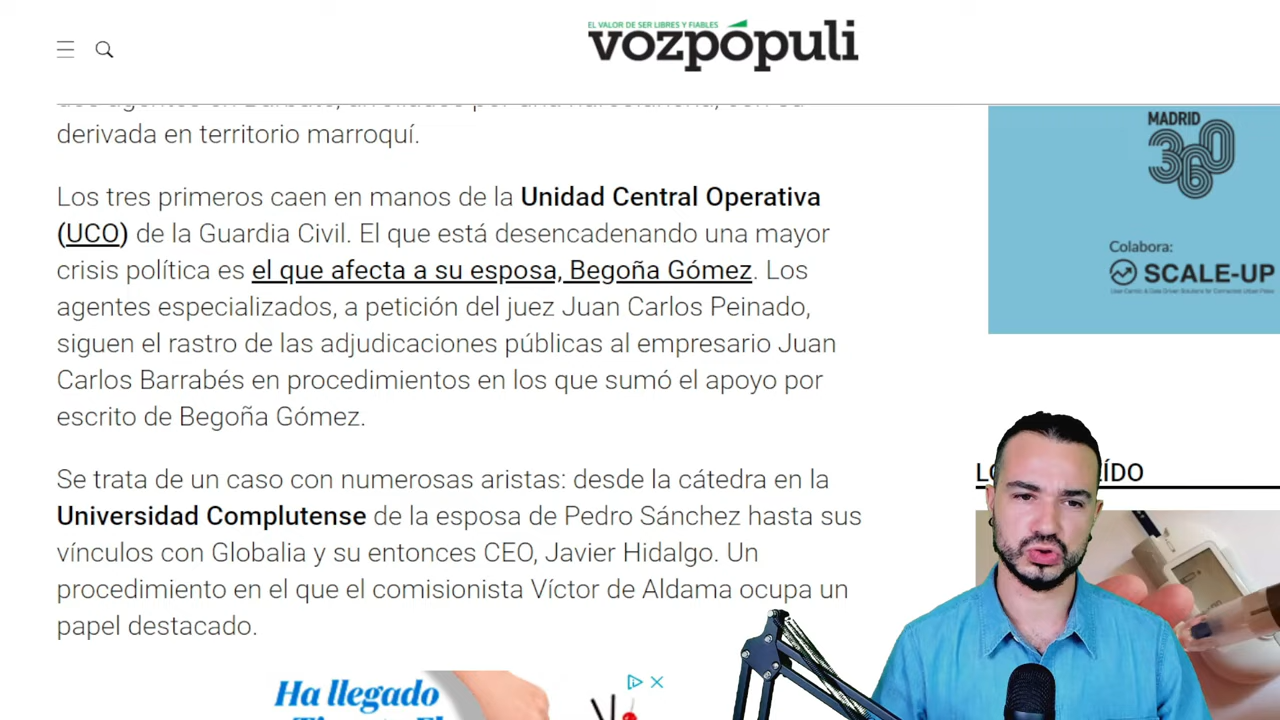 EL VALOR DE SER LIBRES Y FIABLES
vozpópuli
derivada en territorio marroquí.
Los tres primeros caen en manos de la Unidad Central Operativa
(UCO) de la Guardia Civil. El que está desencadenando una mayor
crisis política es el que afecta a su esposa, Begoña Gómez. Los
agentes especializados, a petición del juez Juan Carlos Peinado,
siguen el rastro de las adjudicaciones públicas al empresario Juan
Carlos Barrabés en procedimientos en los que sumó el apoyo por
escrito de Begoña Gómez.
Se trata de un caso con numerosas aristas: desde la cátedra en la
Universidad Complutense de la esposa de Pedro Sánchez hasta sus
vínculos con Globalia y su entonces CEO, Javier Hidalgo. Un
procedimiento en el que el comisionista Víctor de Aldama ocupa un
papel destacado.
Ha llegado
MADRID
360
Colabora:
SCALE-UP